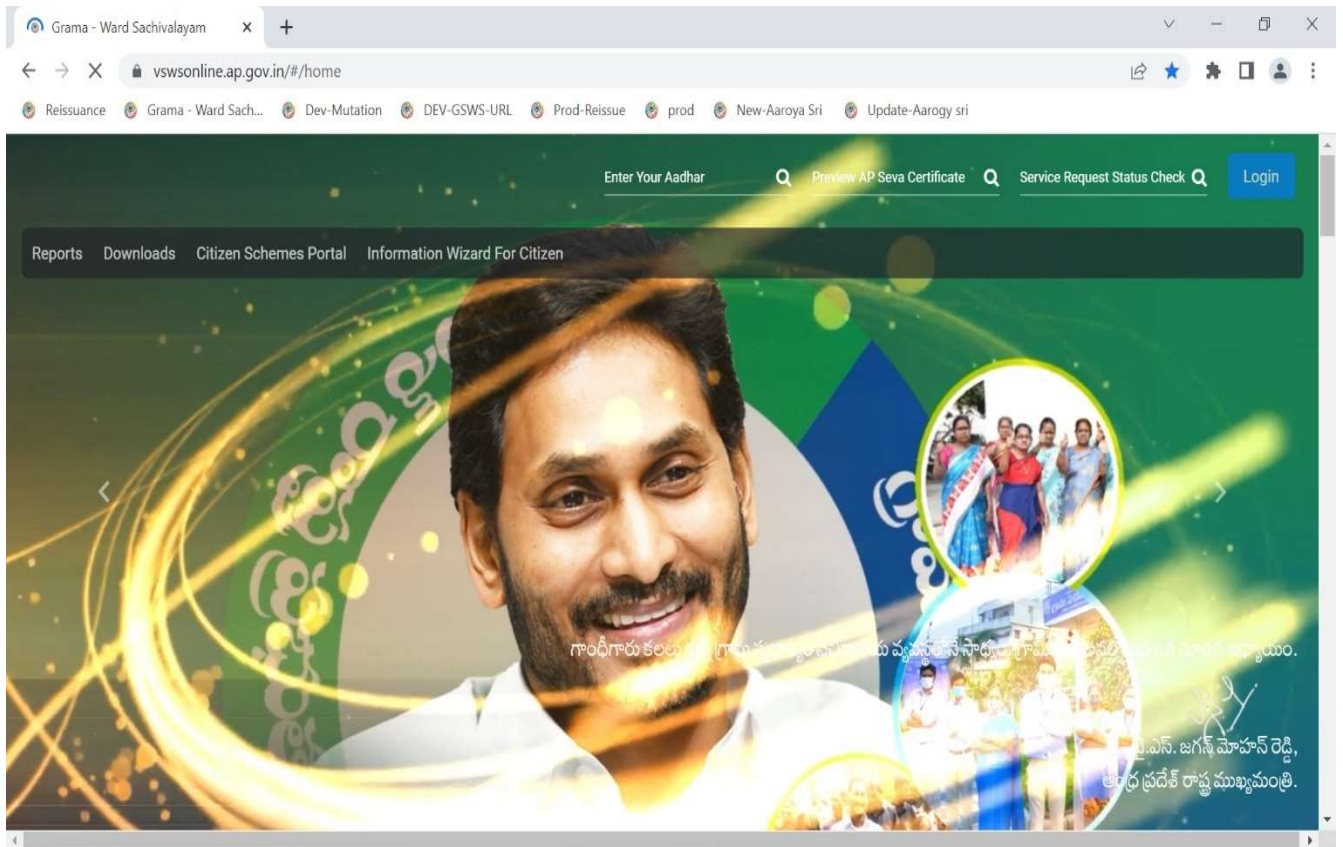 Grama - Ward Sachivalayam
vswsonline.ap.gov.in/#/home
Reissuance Grama - Ward Sach... Dev-Mutation DEV-GSWS-URL Prod-Reissue prod New-Aaroya Sri Update-Aarogy sri
Enter Your Aadhar Preview AP Seva Certificate Service Request Status Check Login
Reports Downloads Citizen Schemes Portal Information Wizard For Citizen
గాంధీగారు
వై.ఎస్. జగన్ మోహన్ రెడ్డి,
ఆంధ్ర ప్రదేశ్ రాష్ట్ర ముఖ్యమంత్రి.